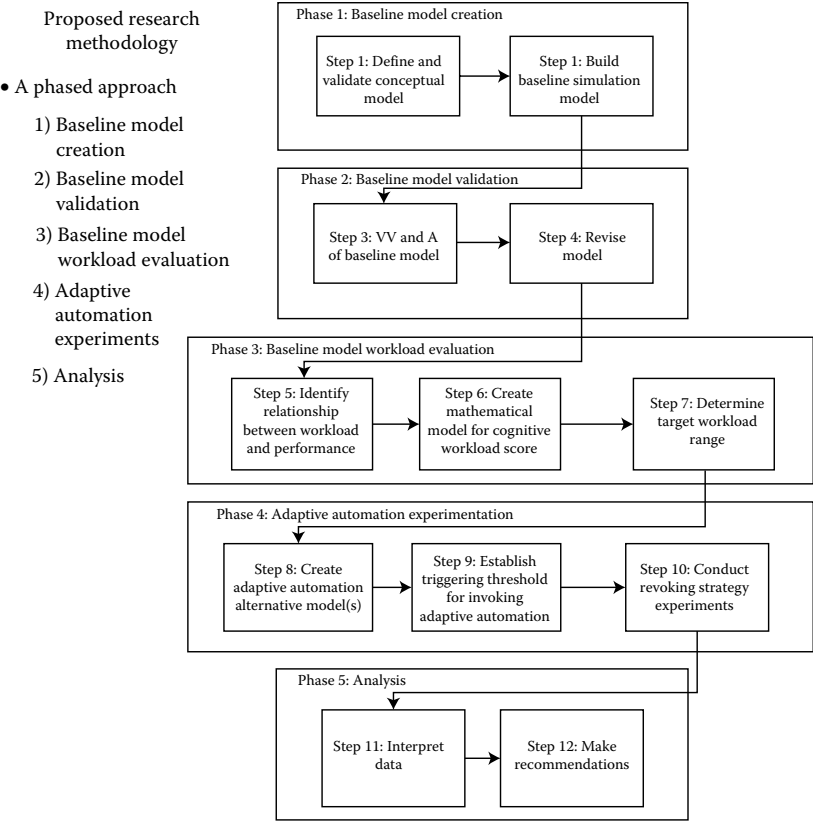 Proposed research
methodology
• A phased approach
1) Baseline model
creation
2) Baseline model
validation
3) Baseline model
workload evaluation
4) Adaptive
automation
experiments
5) Analysis
Phase 1: Baseline model creation
Step 1: Define and
validate conceptual
model
Step 1: Build
baseline simulation
model
Phase 2: Baseline model validation
Step 3: VV and A
of baseline model
Step 4: Revise
model
Phase 3: Baseline model workload evaluation
Step 5: Identify
relationship
between workload
and performance
Step 6: Create
mathematical
model for cognitive
workload score
Step 7: Determine
target workload
range
Phase 4: Adaptive automation experimentation
Step 8: Create
adaptive automation
alternative model(s)
Step 9: Establish
triggering threshold
for invoking
adaptive automation
Step 10: Conduct
revoking strategy
experiments
Phase 5: Analysis
Step 11: Interpret
data
Step 12: Make
recommendations